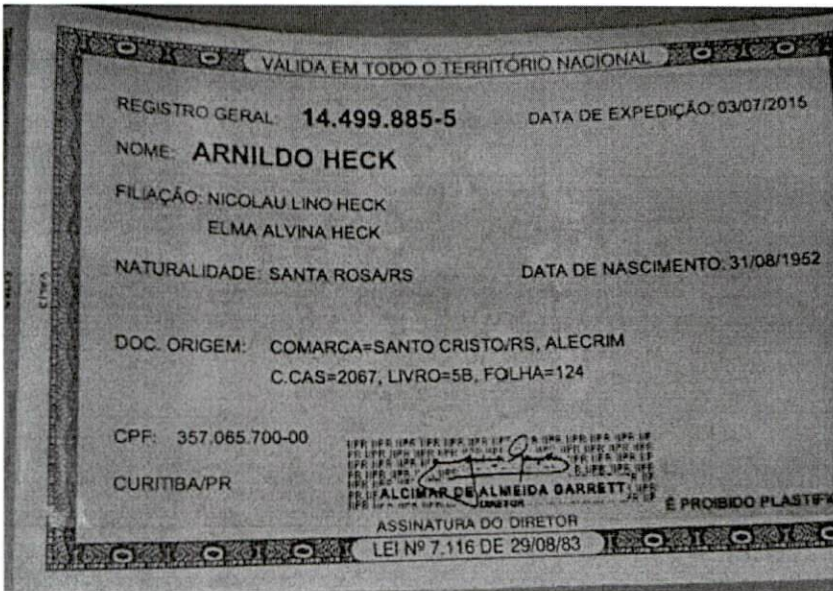 VÁLIDA EM TODO O TERRITÓRIO NACIONAL
REGISTRO GERAL: 14.499.885-5 DATA DE EXPEDIÇÃO: 03/07/2015
NOME: ARNILDO HECK
FILIAÇÃO: NICOLAU LINO HECK
ELMA ALVINA HECK
NATURALIDADE: SANTA ROSA/RS DATA DE NASCIMENTO: 31/08/1952
DOC. ORIGEM: COMARCA=SANTO CRISTO/RS, ALECRIM
C.CAS=2067, LIVRO=5B, FOLHA=124
CPF: 357.065.700-00
CURITIBA/PR
ALCIMAR DE ALMEIDA GARRETT
DIRETOR
É PROIBIDO PLASTIFI
ASSINATURA DO DIRETOR
LEI Nº 7.116 DE 29/08/83